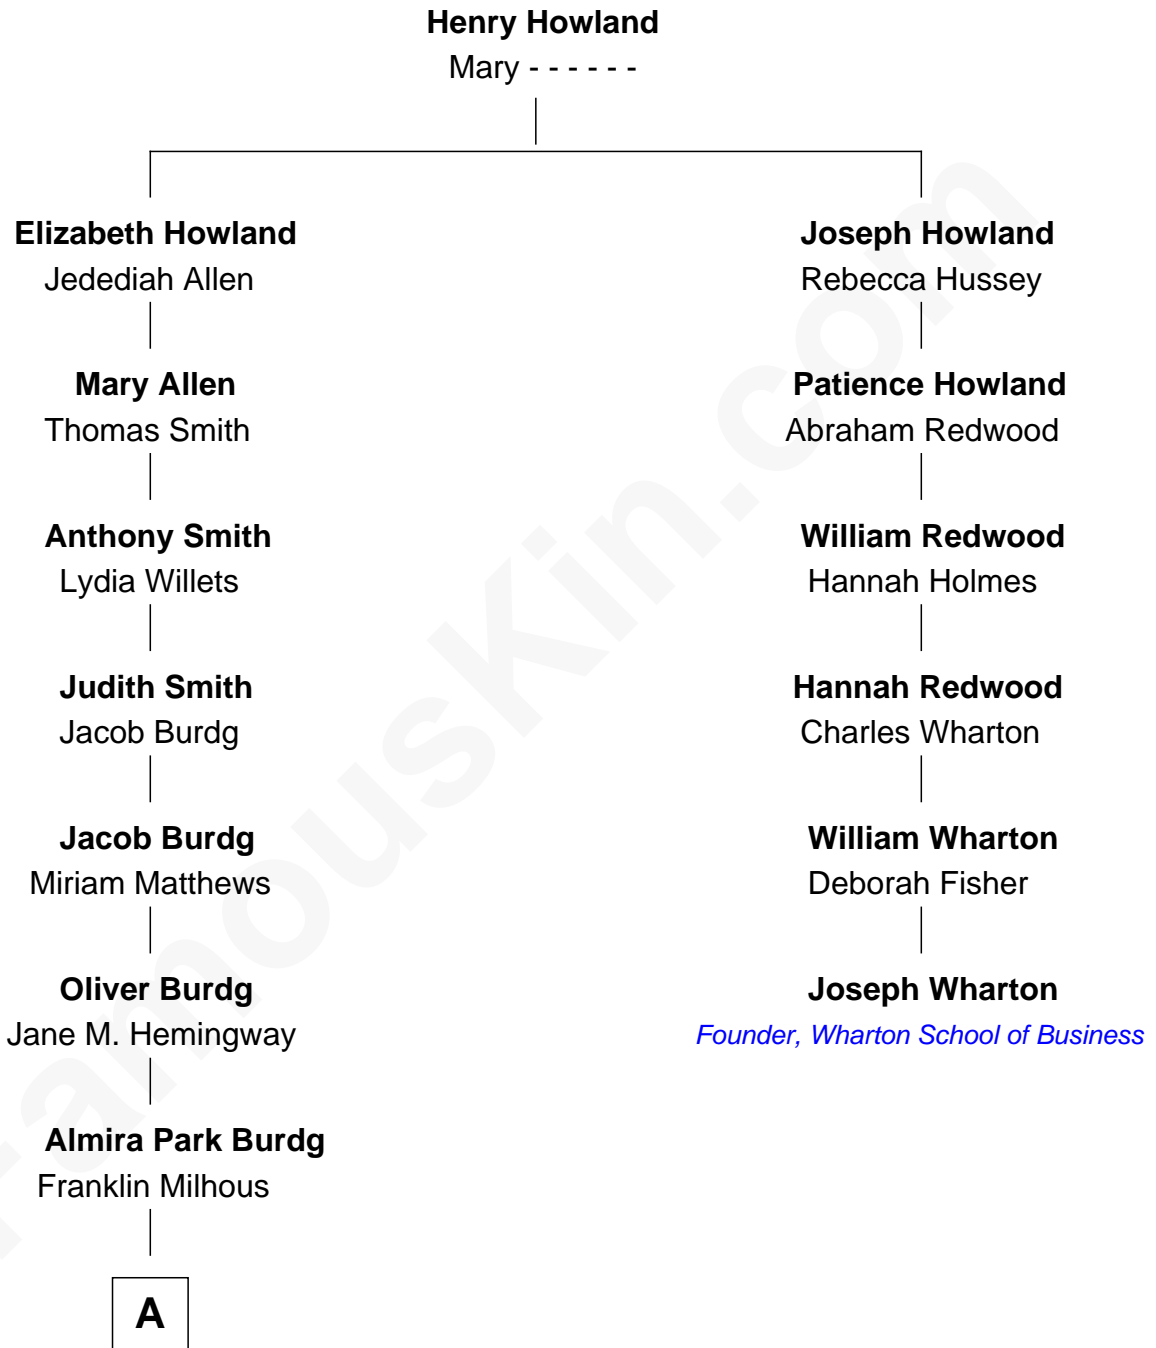 Henry Howland
Mary - - - - - -
Elizabeth Howland
Jedediah Allen
Joseph Howland
Rebecca Hussey
Mary Allen
Thomas Smith
Patience Howland
Abraham Redwood
Anthony Smith
Lydia Willets
William Redwood
Hannah Holmes
Judith Smith
Jacob Burdg
Hannah Redwood
Charles Wharton
Jacob Burdg
Miriam Matthews
William Wharton
Deborah Fisher
Oliver Burdg
Jane M. Hemingway
Joseph Wharton
Founder, Wharton School of Business
Almira Park Burdg
Franklin Milhous
A
FamousKin.com